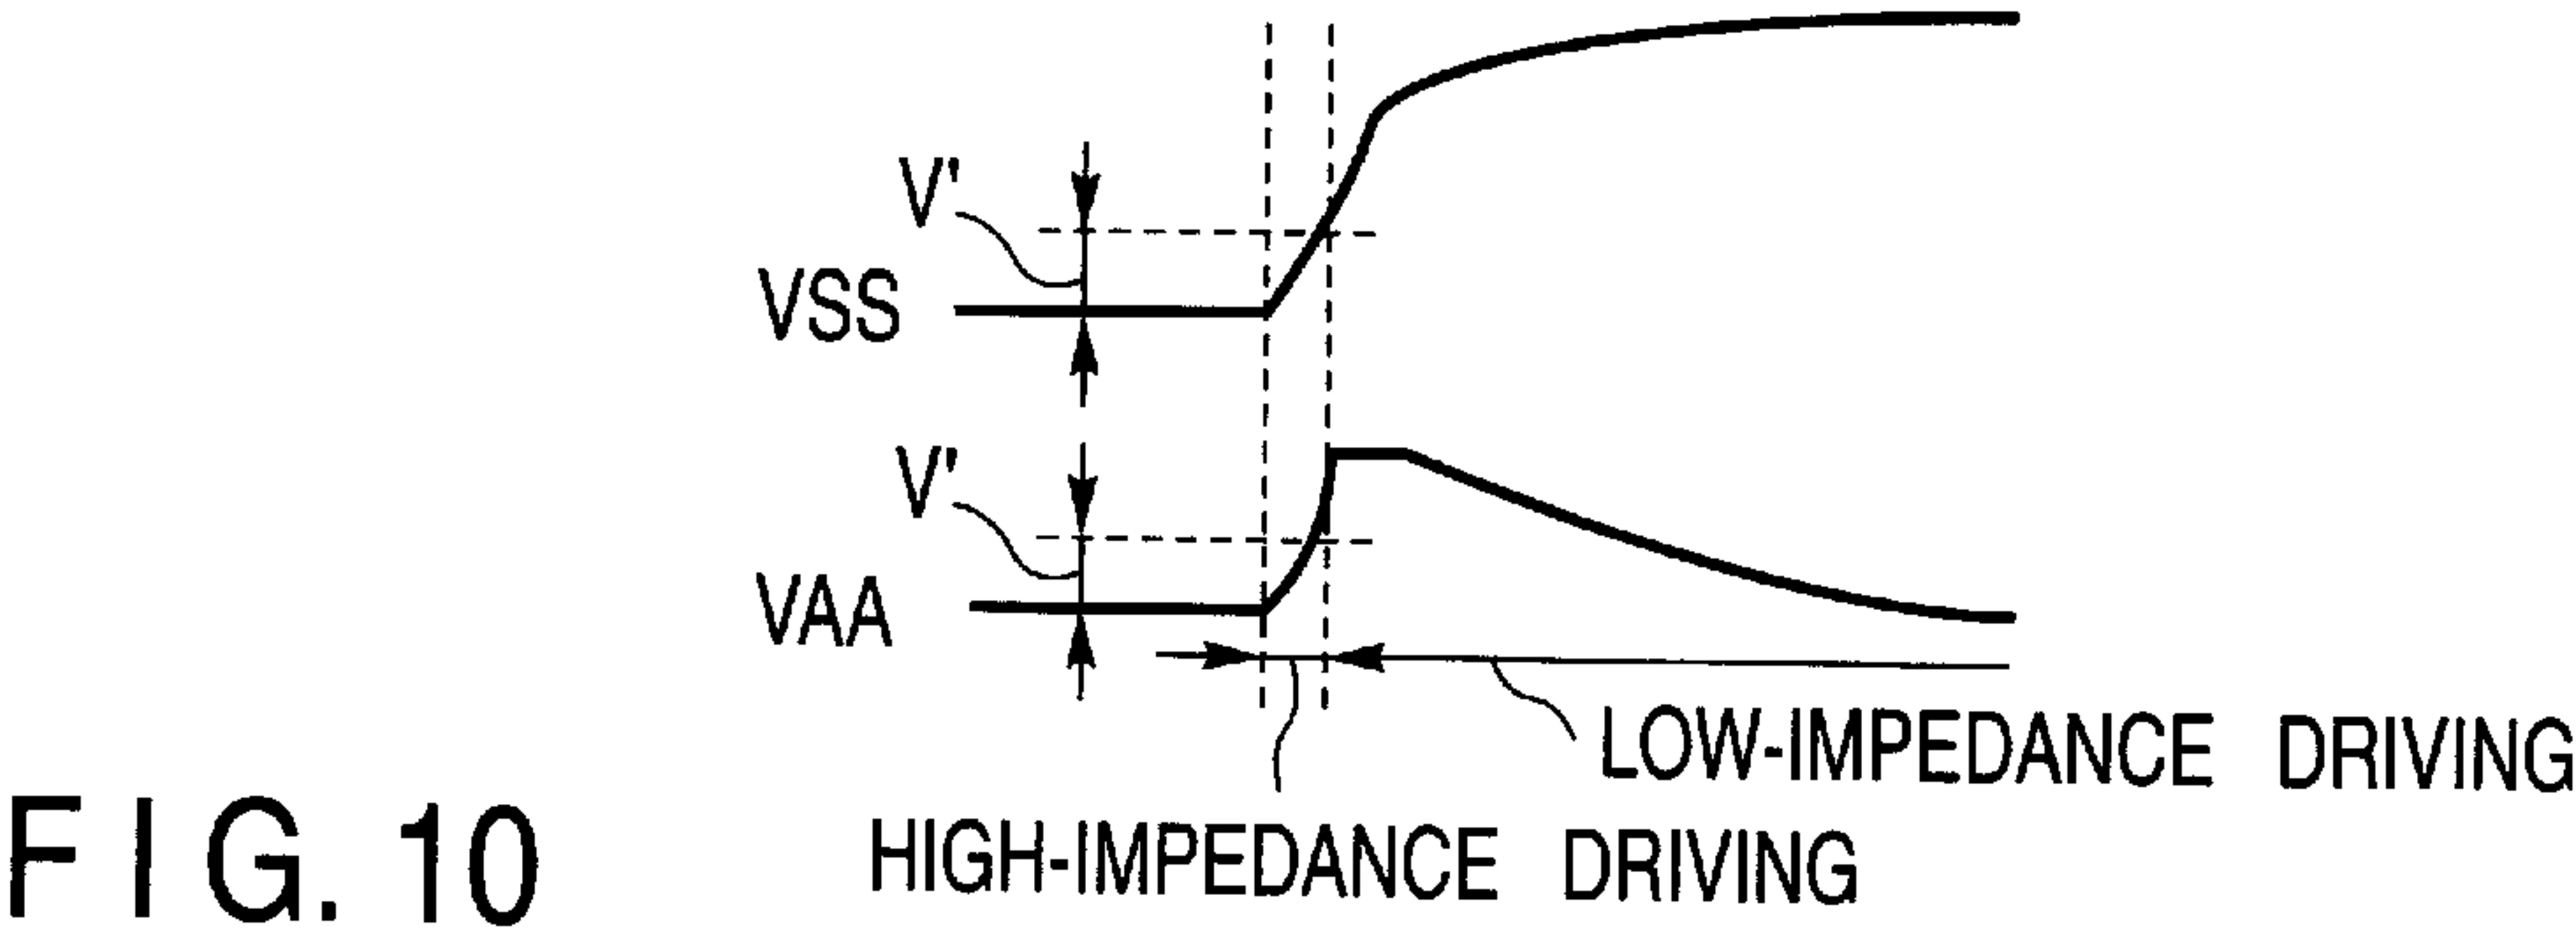 V'
VSS
V'
VAA
LOW-IMPEDANCE DRIVING
HIGH-IMPEDANCE DRIVING
FIG. 10